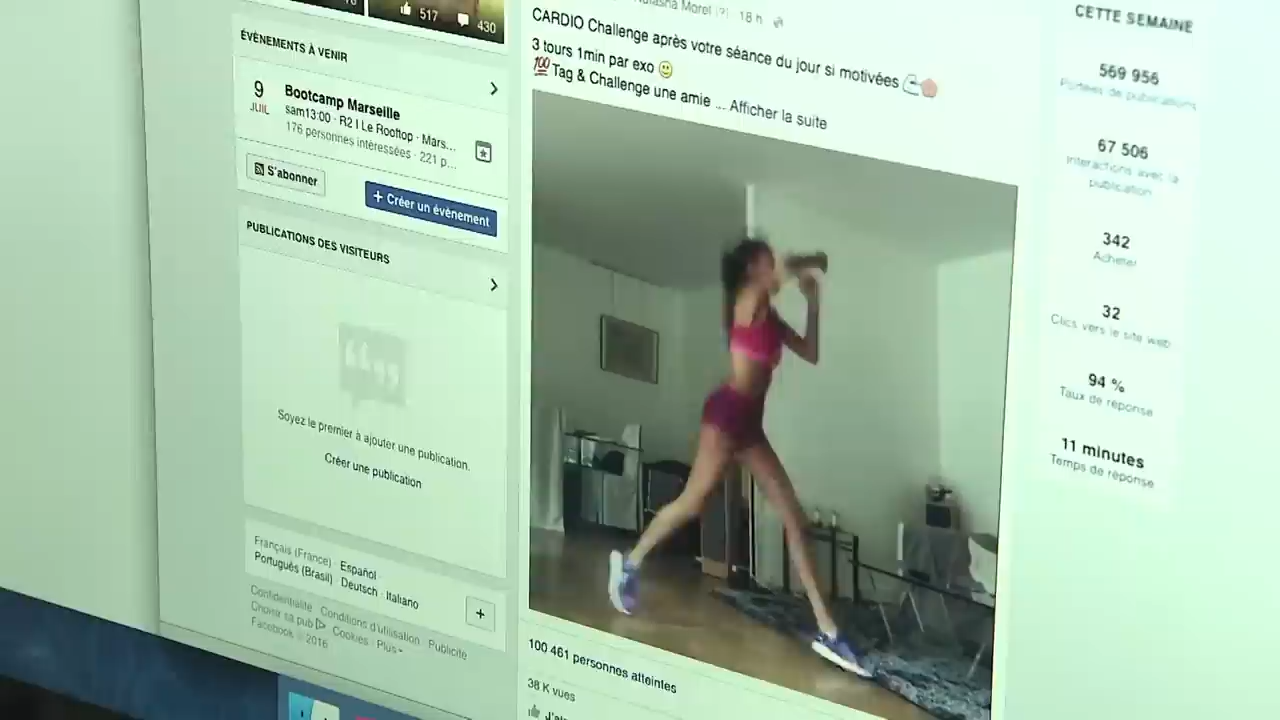 517 430
ÉVÈNEMENTS À VENIR
9
JUIL
Bootcamp Marseille
sam13:00 · R2 I Le Rooftop · Mars...
176 personnes intéressées · 221 p...
S'abonner
+ Créer un évènement
PUBLICATIONS DES VISITEURS
Soyez le premier à ajouter une publication.
Créer une publication
Français (France) · Español ·
Português (Brasil) · Deutsch · Italiano
+
Confidentialité · Conditions d'utilisation · Publicité
Choisir sa pub · Cookies · Plus
Facebook © 2016
Morel [?] · 18 h
CARDIO Challenge après votre séance du jour si motivées
3 tours 1min par exo 🙂
💯 Tag & Challenge une amie ... Afficher la suite
100 461 personnes atteintes
38 K vues
CETTE SEMAINE
569 956
Portées de publications
67 506
Interactions avec la
publication
342
Acheter
32
Clics vers le site web
94 %
Taux de réponse
11 minutes
Temps de réponse